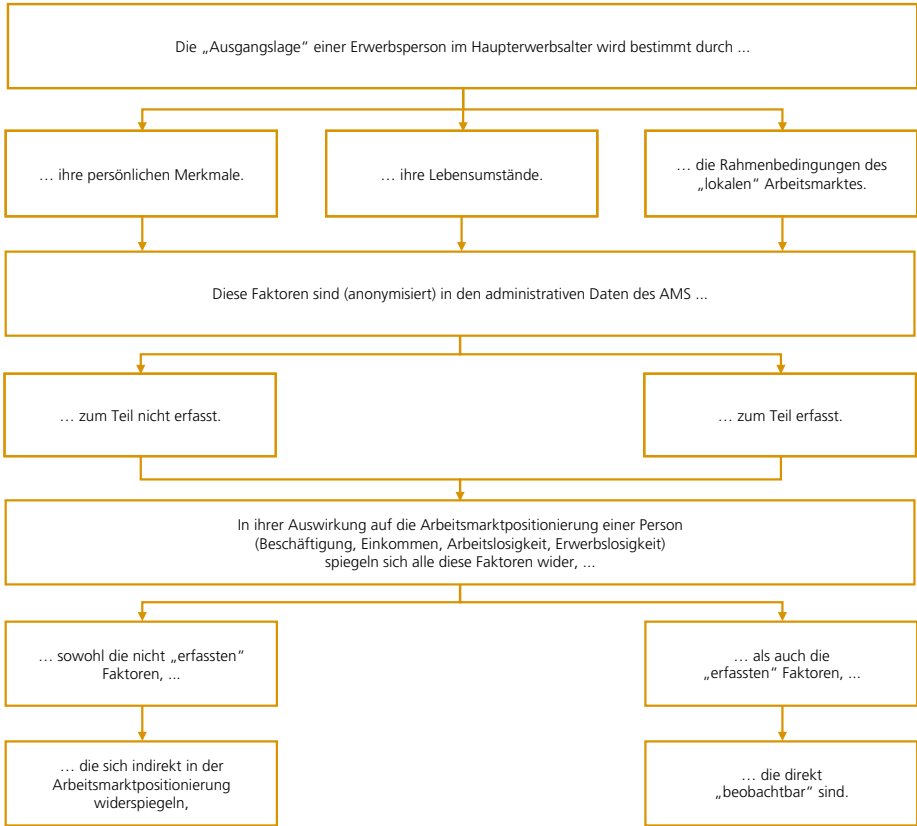 Die „Ausgangslage“ einer Erwerbsperson im Haupterwerbsalter wird bestimmt durch ...
… ihre persönlichen Merkmale.
… ihre Lebensumstände.
… die Rahmenbedingungen des
„lokalen“ Arbeitsmarktes.
Diese Faktoren sind (anonymisiert) in den administrativen Daten des AMS ...
… zum Teil nicht erfasst.
… zum Teil erfasst.
In ihrer Auswirkung auf die Arbeitsmarktpositionierung einer Person
(Beschäftigung, Einkommen, Arbeitslosigkeit, Erwerbslosigkeit)
spiegeln sich alle diese Faktoren wider, ...
… sowohl die nicht „erfassten“
Faktoren, ...
… als auch die
„erfassten“ Faktoren, ...
… die sich indirekt in der
Arbeitsmarktpositionierung
widerspiegeln,
… die direkt
„beobachtbar“ sind.